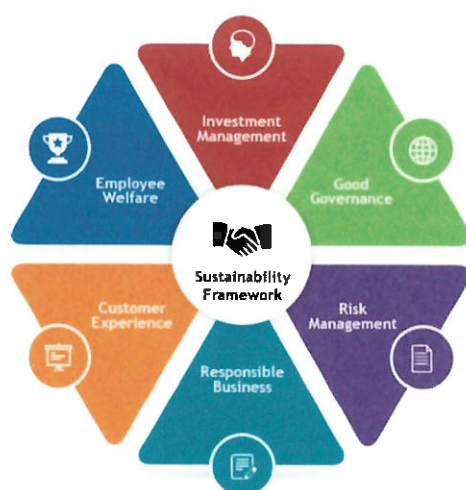 Investment
Management
Good
Governance
Risk
Management
Responsible
Business
Customer
Experience
Employee
Welfare
Sustainability
Framework